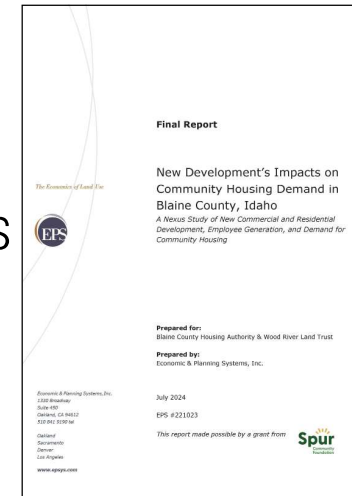 S
Final Report
The Economics of Land Use
EPS
New Development's Impacts on
Community Housing Demand in
Blaine County, Idaho
A Nexus Study of New Commercial and Residential
Development, Employee Generation, and Demand for
Community Housing
Prepared for:
Blaine County Housing Authority & Wood River Land Trust
Prepared by:
Economic & Planning Systems, Inc.
Economic & Planning Systems, Inc.
1330 Broadway
Suite 450
Oakland, CA 94612
510 841 9190 tel
Oakland
Sacramento
Denver
Los Angeles
www.epsys.com
July 2024
EPS #221023
This report made possible by a grant from
Spur
Community
Foundation